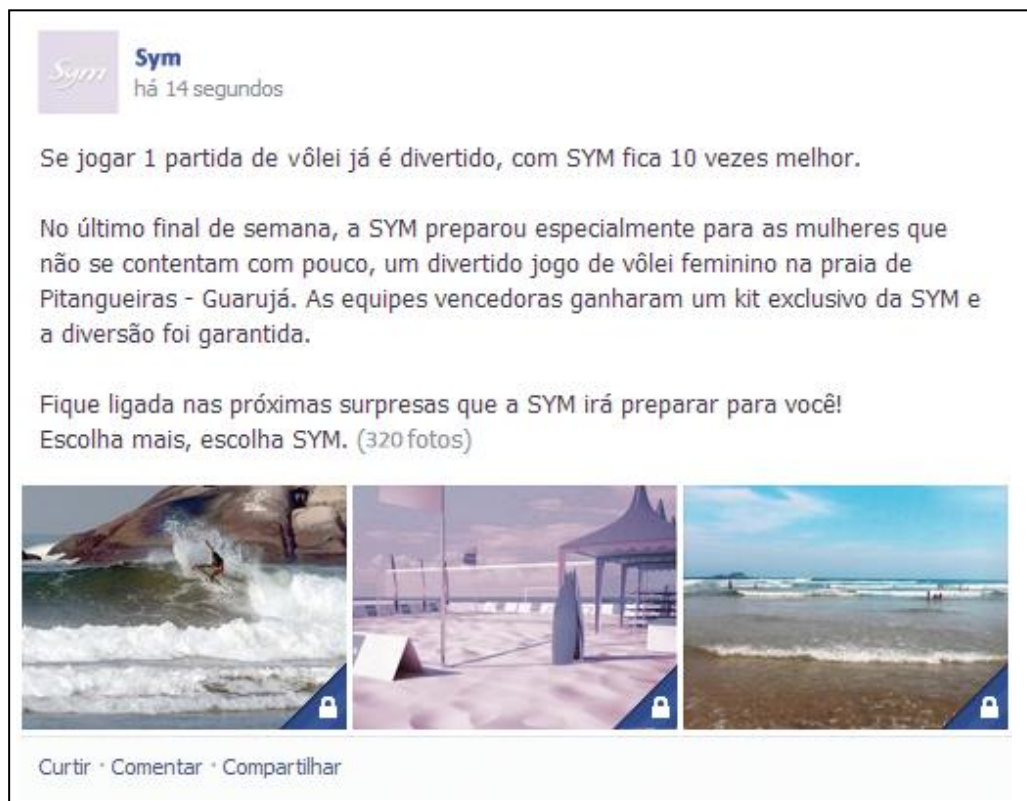 Sym
Sym
há 14 segundos
Se jogar 1 partida de vôlei já é divertido, com SYM fica 10 vezes melhor.
No último final de semana, a SYM preparou especialmente para as mulheres que
não se contentam com pouco, um divertido jogo de vôlei feminino na praia de
Pitangueiras - Guarujá. As equipes vencedoras ganharam um kit exclusivo da SYM e
a diversão foi garantida.
Fique ligada nas próximas surpresas que a SYM irá preparar para você!
Escolha mais, escolha SYM. (320 fotos)
Curtir · Comentar · Compartilhar